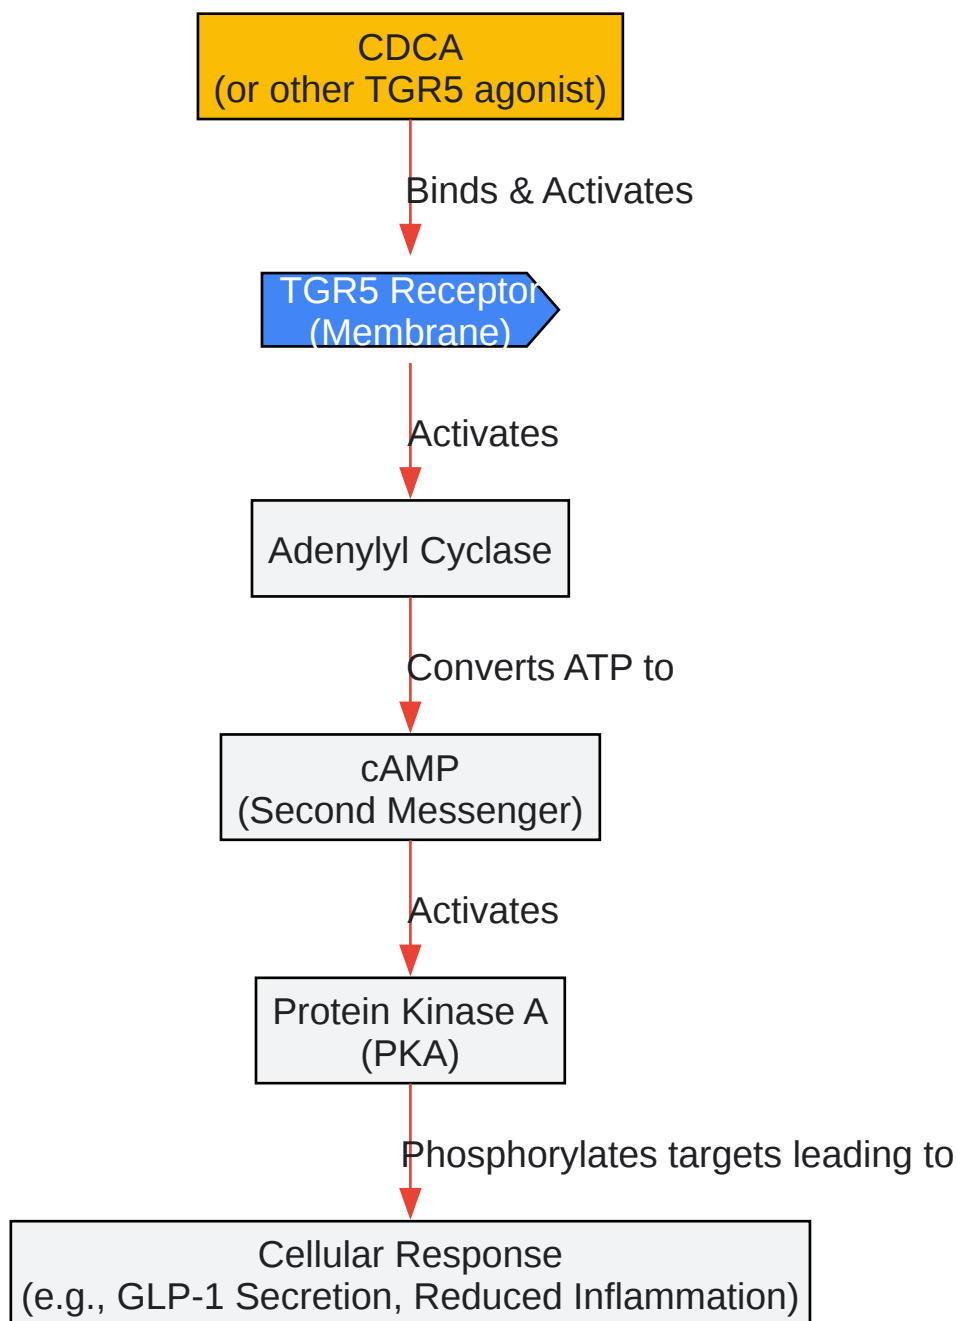 CDCA
(or other TGR5 agonist)
Binds & Activates
TGR5 Receptor
(Membrane)
Activates
Adenylyl Cyclase
Converts ATP to
cAMP
(Second Messenger)
Activates
Protein Kinase A
(PKA)
Phosphorylates targets leading to
Cellular Response
(e.g., GLP-1 Secretion, Reduced Inflammation)